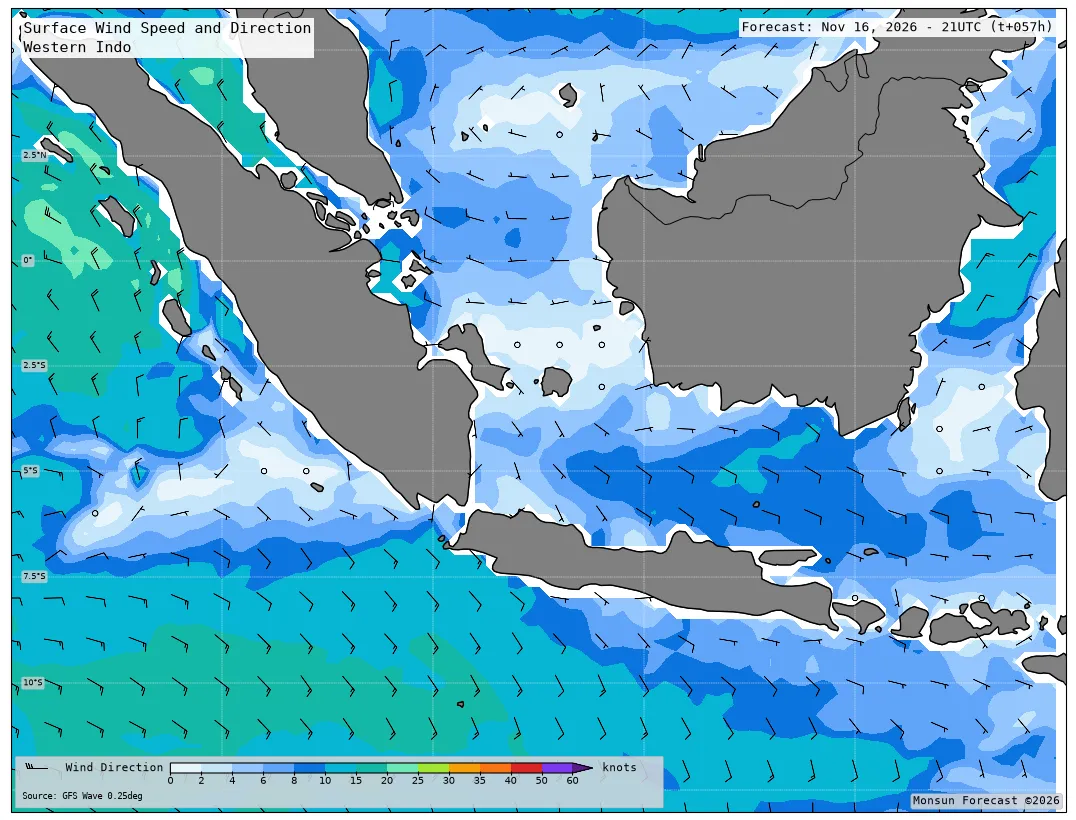 Surface Wind Speed and Direction
Western Indo
Forecast: Nov 16, 2026 - 21UTC (t+057h)
2.5°N
0°
2.5°S
5°S
7.5°S
10°S
Wind Direction
0 2 4 6 8 10 15 20 25 30 35 40 50 60
knots
Source: GFS Wave 0.25deg
Monsun Forecast ©2026